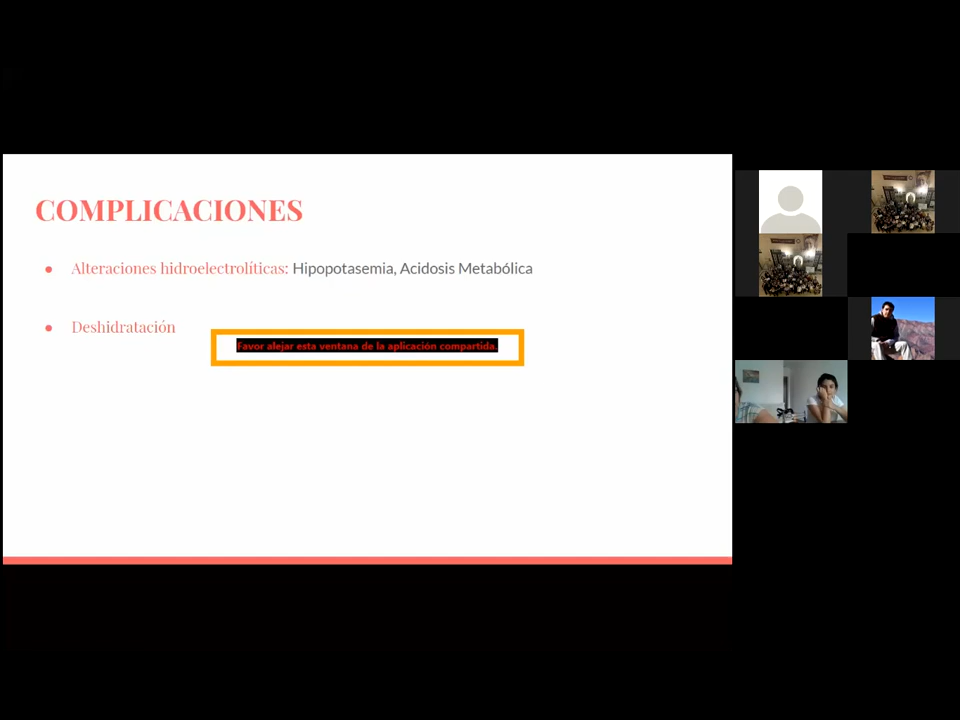 COMPLICACIONES
● Alteraciones hidroelectrolíticas: Hipopotasemia, Acidosis Metabólica
● Deshidratación
Favor alejar esta ventana de la aplicación compartida.